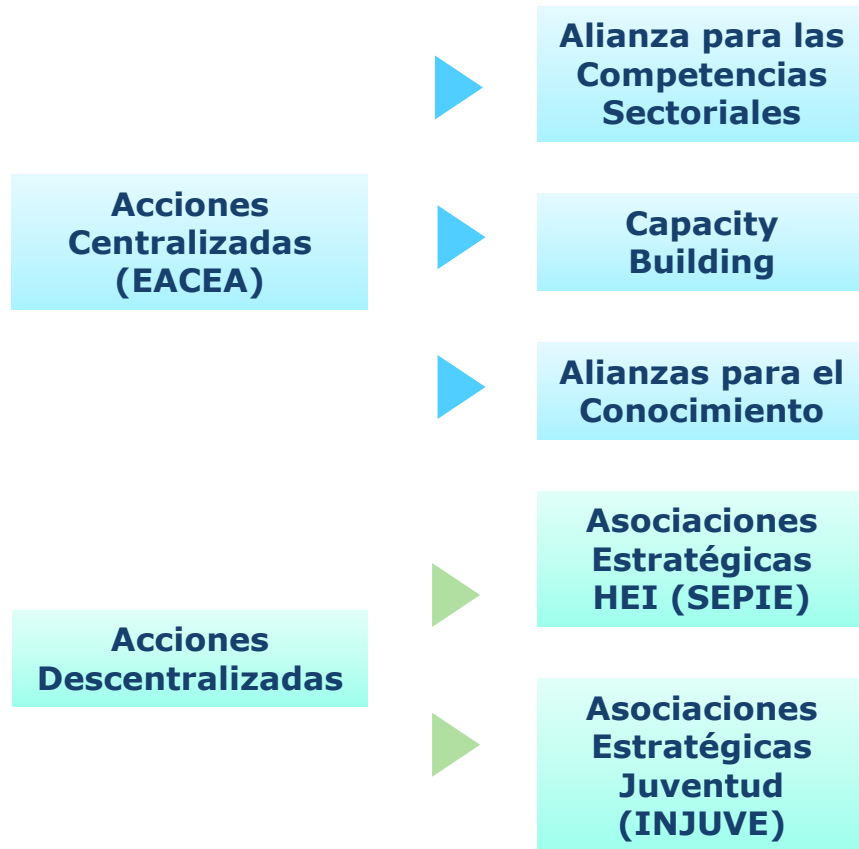 Alianza para las
Competencias
Sectoriales
Acciones
Centralizadas
(EACEA)
Capacity
Building
Alianzas para el
Conocimiento
Asociaciones
Estratégicas
HEI (SEPIE)
Acciones
Descentralizadas
Asociaciones
Estratégicas
Juventud
(INJUVE)